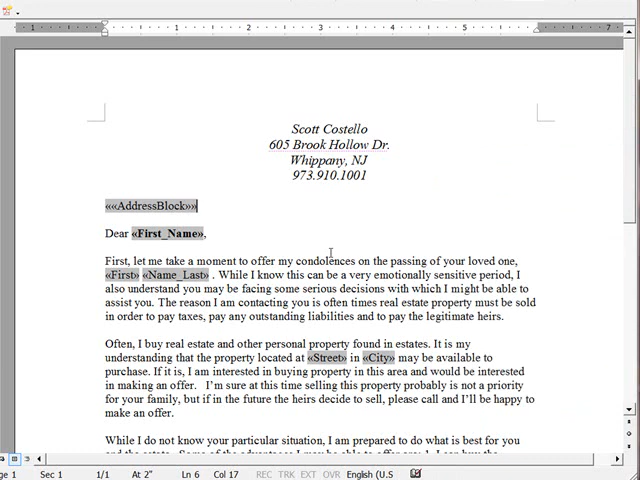 1 1 2 3 4 5 7
Scott Costello
605 Brook Hollow Dr.
Whippany, NJ
973.910.1001
««AddressBlock»»
Dear «First_Name»,
First, let me take a moment to offer my condolences on the passing of your loved one,
«First» «Name_Last» . While I know this can be a very emotionally sensitive period, I
also understand you may be facing some serious decisions with which I might be able to
assist you. The reason I am contacting you is often times real estate property must be sold
in order to pay taxes, pay any outstanding liabilities and to pay the legitimate heirs.
Often, I buy real estate and other personal property found in estates. It is my
understanding that the property located at «Street» in «City» may be available to
purchase. If it is, I am interested in buying property in this area and would be interested
in making an offer. I'm sure at this time selling this property probably is not a priority
for your family, but if in the future the heirs decide to sell, please call and I'll be happy to
make an offer.
While I do not know your particular situation, I am prepared to do what is best for you
ge 1 Sec 1 1/1 At 2" Ln 6 Col 17 REC TRK EXT OVR English (U.S